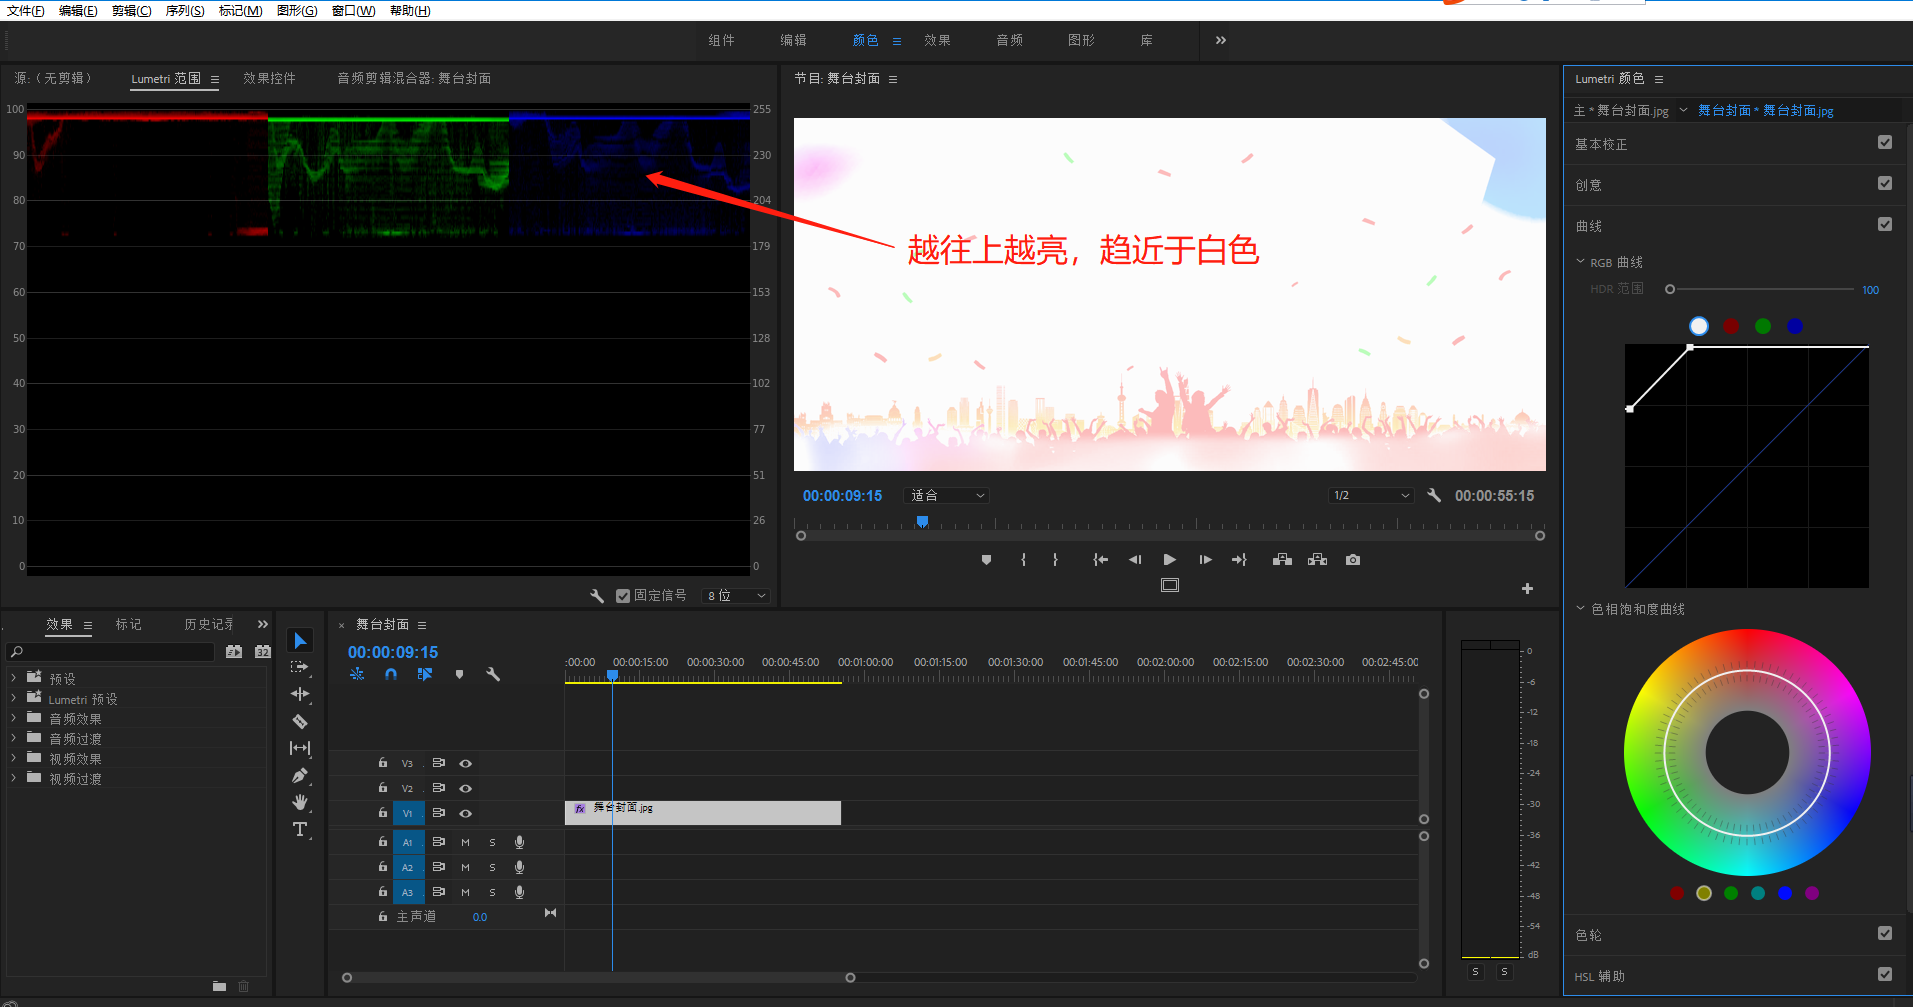 文件(F) 编辑(E) 剪辑(C) 序列(S) 标记(M) 图形(G) 窗口(W) 帮助(H)
组件 编辑 颜色 效果 音频 图形 库
源:（无剪辑） Lumetri 范围 效果控件 音频剪辑混合器: 舞台封面
100 255
90 230
80 204
70 179
60 153
50 128
40 102
30 77
20 51
10 26
0 0
固定信号 8 位
节目: 舞台封面
越往上越亮，趋近于白色
00:00:09:15 适合 1/2 00:00:55:15
Lumetri 颜色
主 * 舞台封面.jpg 舞台封面 * 舞台封面.jpg
基本校正
创意
曲线
RGB 曲线
HDR 范围 100
色相饱和度曲线
色轮
HSL 辅助
效果 标记 历史记录
32
预设
Lumetri 预设
音频效果
音频过渡
视频效果
视频过渡
× 舞台封面
00:00:09:15
:00:00 00:00:15:00 00:00:30:00 00:00:45:00 00:01:00:00 00:01:15:00 00:01:30:00 00:01:45:00 00:02:00:00 00:02:15:00 00:02:30:00 00:02:45:00
V3
V2
V1 fx 舞台封面.jpg
A1 M S
A2 M S
A3 M S
主声道 0.0
0
-6
-12
-18
-24
-30
-36
-42
-48
-54
dB
S S